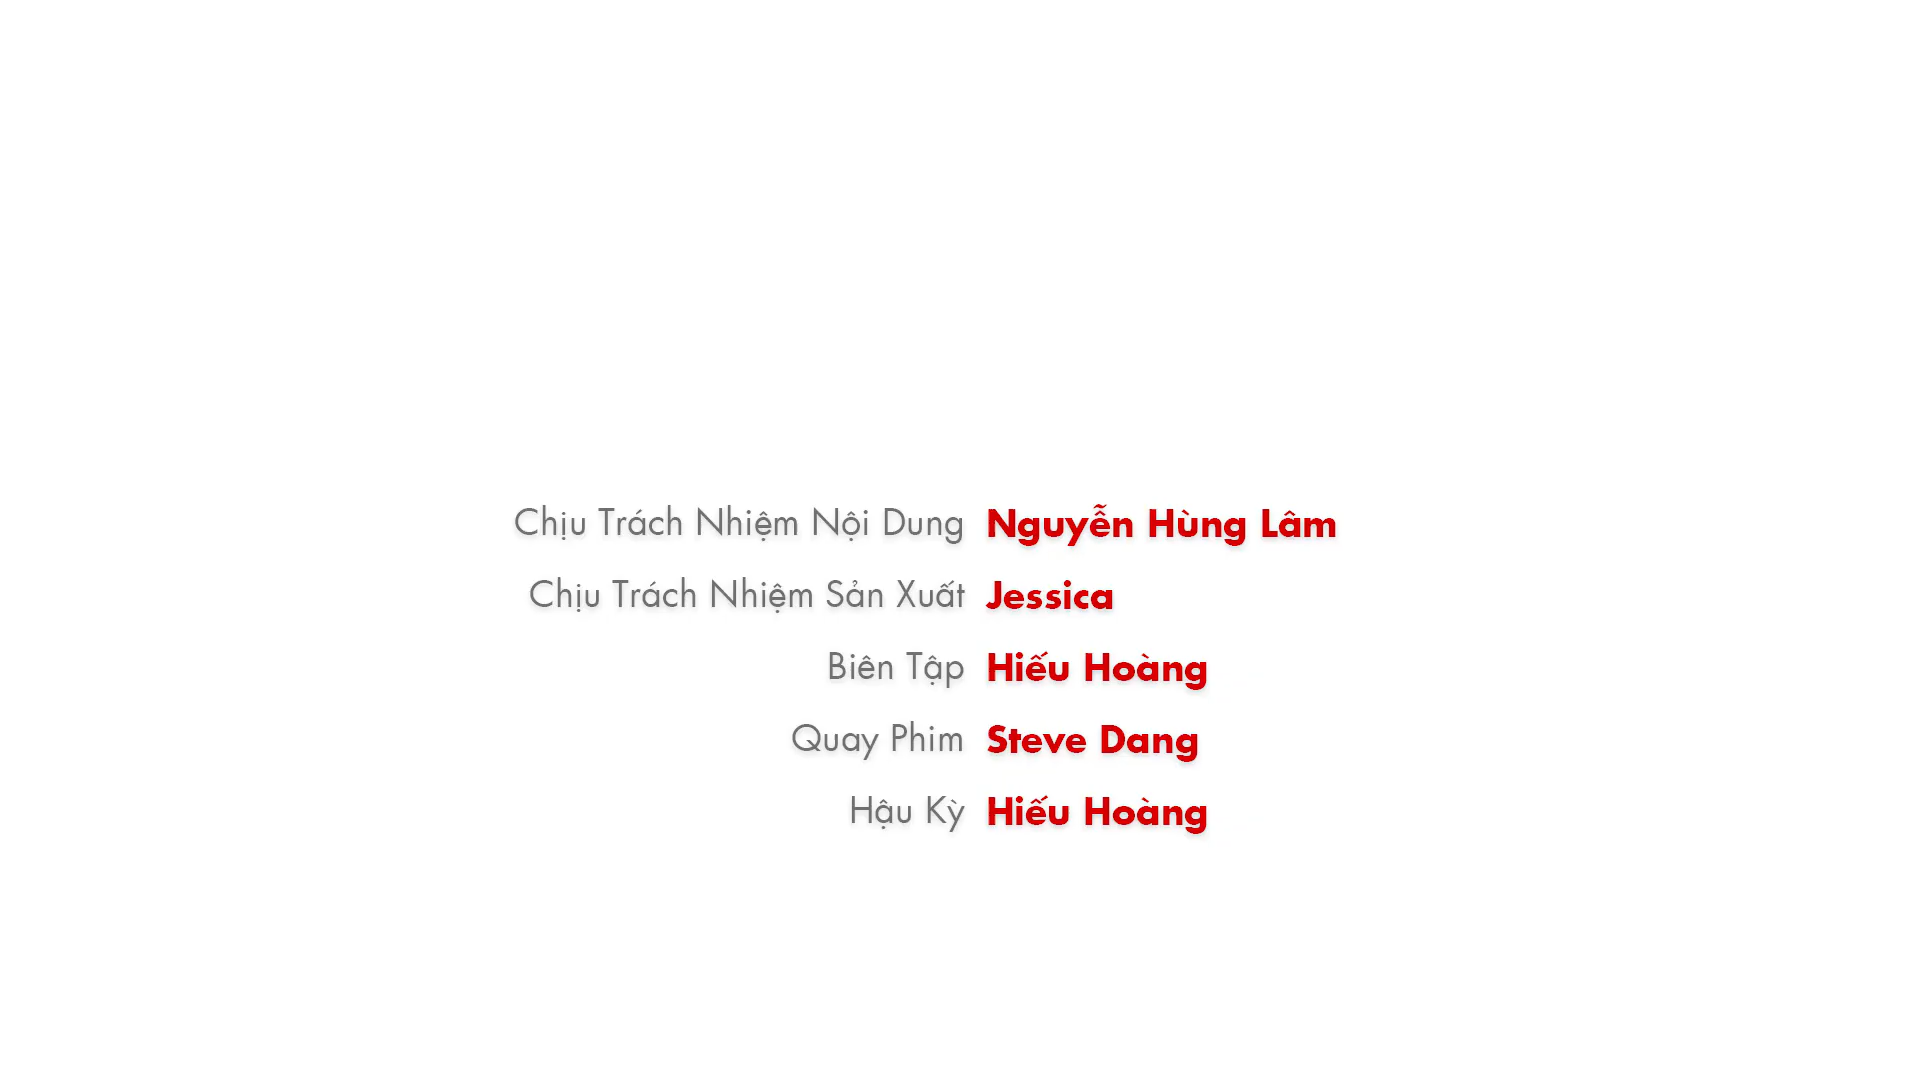 Chịu Trách Nhiệm Nội Dung Nguyễn Hùng Lâm
Chịu Trách Nhiệm Sản Xuất Jessica
Biên Tập Hiếu Hoàng
Quay Phim Steve Dang
Hậu Kỳ Hiếu Hoàng